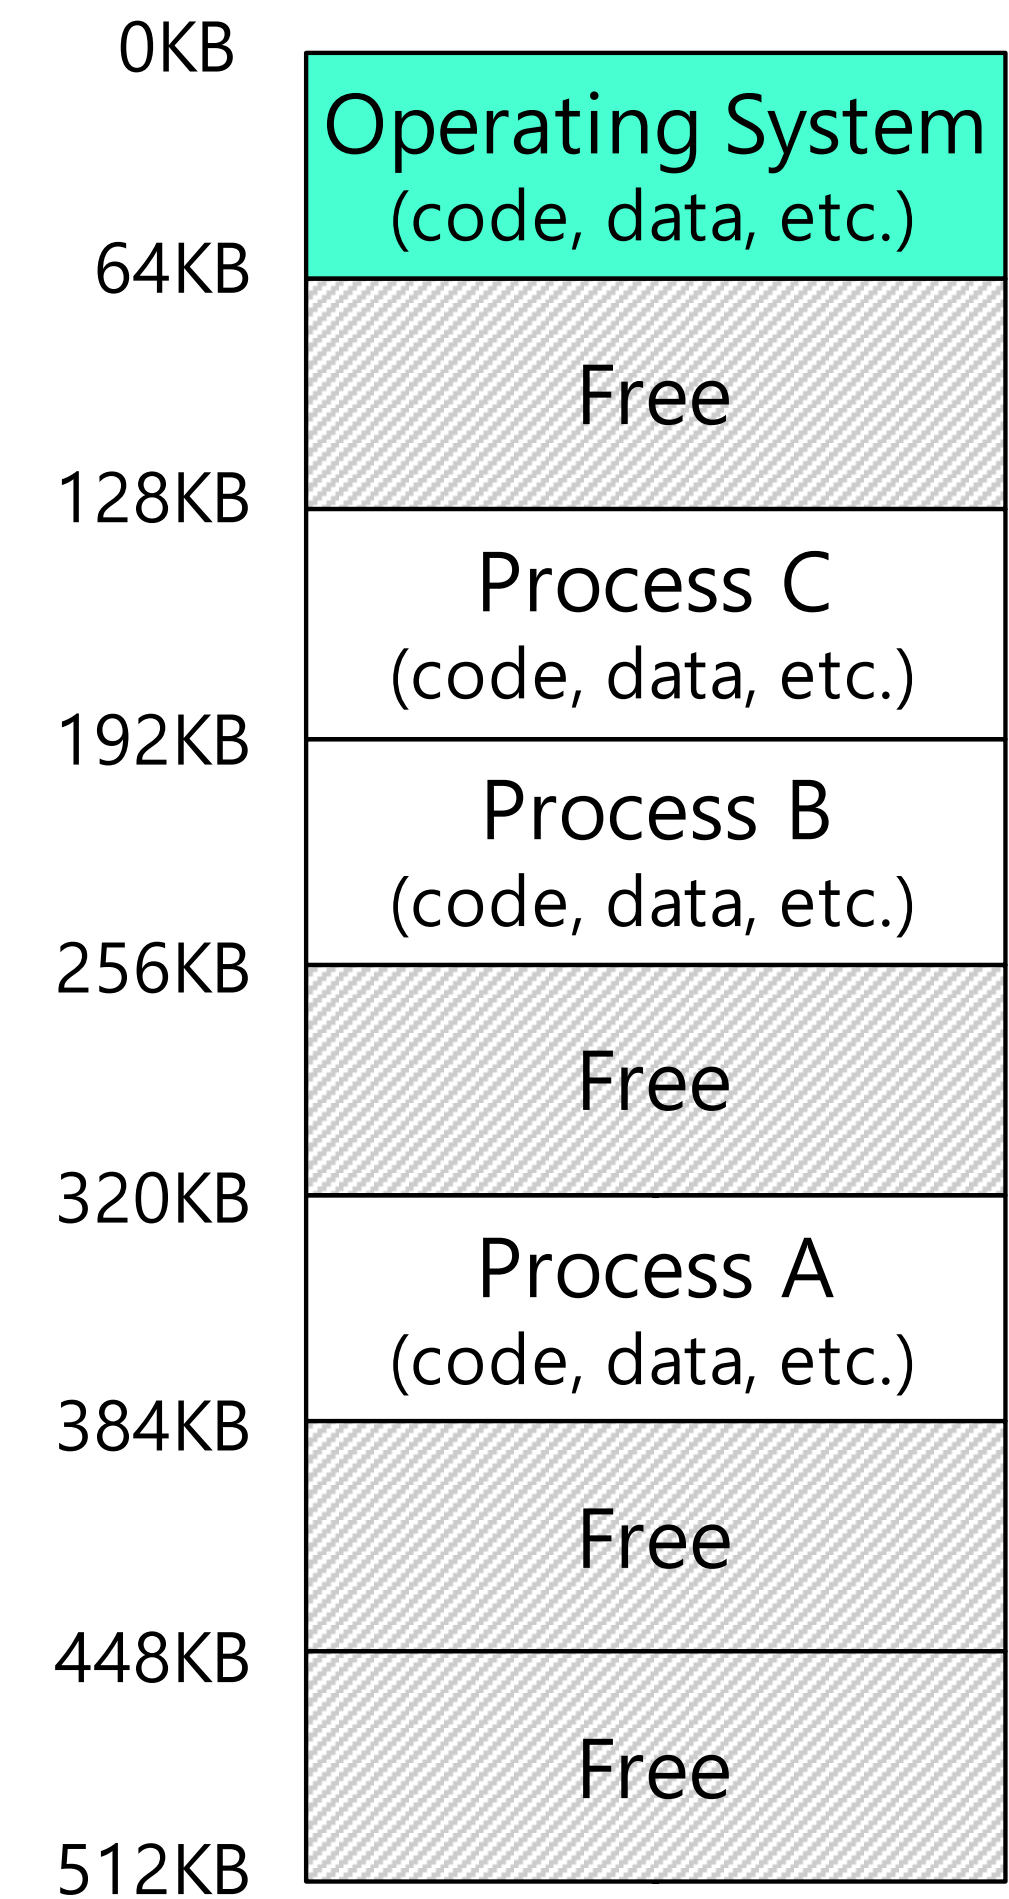 0KB
Operating System
(code, data, etc.)
64KB
Free
128KB
Process C
(code, data, etc.)
192KB
Process B
(code, data, etc.)
256KB
Free
320KB
Process A
(code, data, etc.)
384KB
Free
448KB
Free
512KB